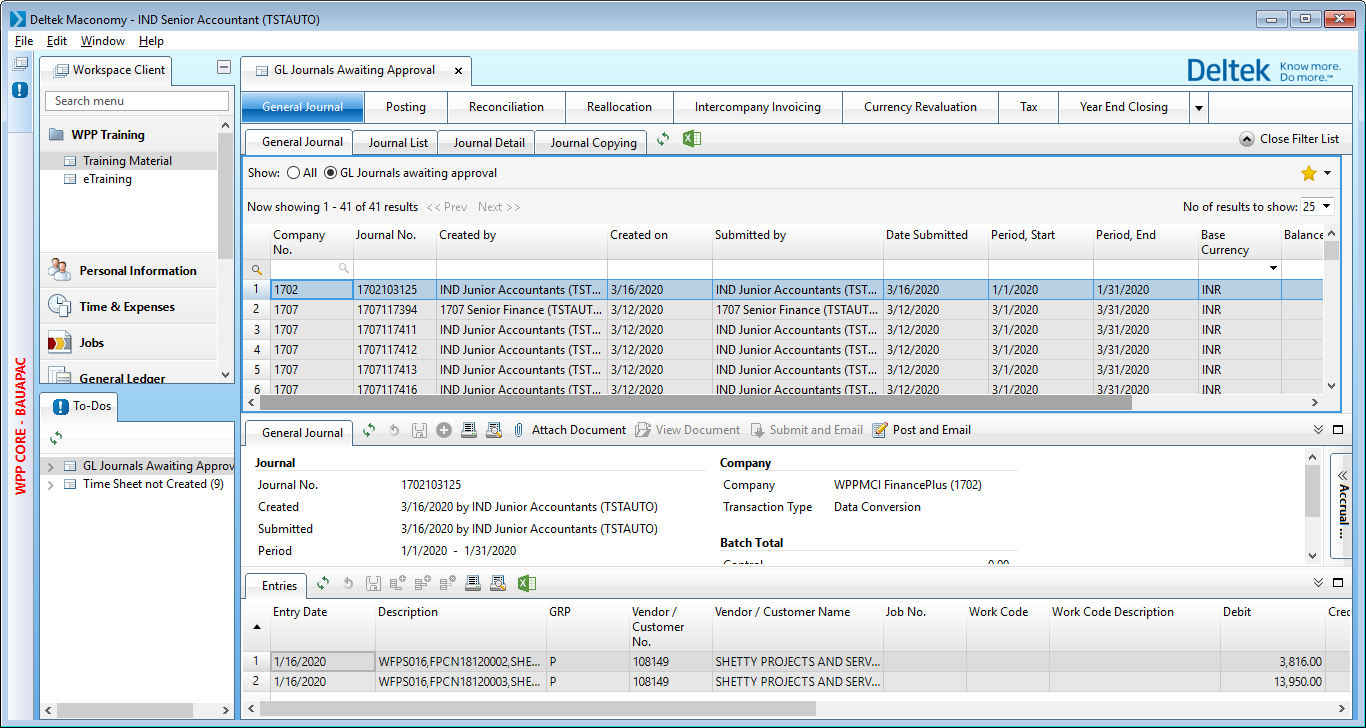 Deltek Maconomy - IND Senior Accountant (TSTAUTO)
File Edit Window Help
WPP CORE - BAUAPAC
Workspace Client
Search menu
WPP Training
Training Material
eTraining
Personal Information
Time & Expenses
Jobs
General Ledger
To-Dos
GL Journals Awaiting Approv
Time Sheet not Created (9)
GL Journals Awaiting Approval
Deltek Know more. Do more.™
General Journal Posting Reconciliation Reallocation Intercompany Invoicing Currency Revaluation Tax Year End Closing
General Journal Journal List Journal Detail Journal Copying Close Filter List
Show: All GL Journals awaiting approval
Now showing 1 - 41 of 41 results << Prev Next >> No of results to show: 25
Company No. Journal No. Created by Created on Submitted by Date Submitted Period, Start Period, End Base Currency Balance
1 1702 1702103125 IND Junior Accountants (TST... 3/16/2020 IND Junior Accountants (TST... 3/16/2020 1/1/2020 1/31/2020 INR
2 1707 1707117394 1707 Senior Finance (TSTAUT... 3/12/2020 1707 Senior Finance (TSTAUT... 3/12/2020 3/1/2020 3/31/2020 INR
3 1707 1707117411 IND Junior Accountants (TST... 3/12/2020 IND Junior Accountants (TST... 3/12/2020 3/1/2020 3/31/2020 INR
4 1707 1707117412 IND Junior Accountants (TST... 3/12/2020 IND Junior Accountants (TST... 3/12/2020 3/1/2020 3/31/2020 INR
5 1707 1707117413 IND Junior Accountants (TST... 3/12/2020 IND Junior Accountants (TST... 3/12/2020 3/1/2020 3/31/2020 INR
6 1707 1707117416 IND Junior Accountants (TST... 3/12/2020 IND Junior Accountants (TST... 3/12/2020 3/1/2020 3/31/2020 INR
General Journal Attach Document View Document Submit and Email Post and Email
Journal
Journal No. 1702103125
Created 3/16/2020 by IND Junior Accountants (TSTAUTO)
Submitted 3/16/2020 by IND Junior Accountants (TSTAUTO)
Period 1/1/2020 - 1/31/2020
Company
Company WPPMCI FinancePlus (1702)
Transaction Type Data Conversion
Batch Total
Control 0.00
Accrual ...
Entries
Entry Date Description GRP Vendor / Customer No. Vendor / Customer Name Job No. Work Code Work Code Description Debit Cred
1 1/16/2020 WFPS016,FPCN18120002,SHE... P 108149 SHETTY PROJECTS AND SERV... 3,816.00
2 1/16/2020 WFPS016,FPCN18120003,SHE... P 108149 SHETTY PROJECTS AND SERV... 13,950.00